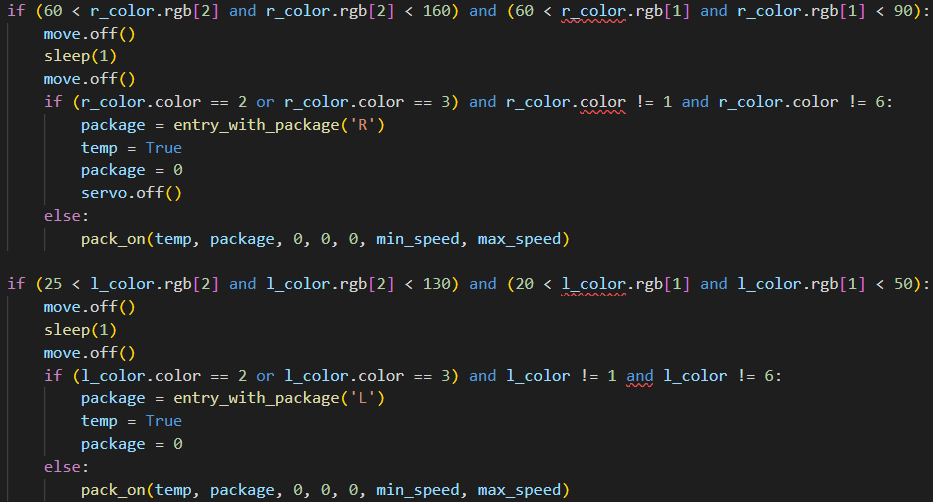 if (60 < r_color.rgb[2] and r_color.rgb[2] < 160) and (60 < r_color.rgb[1] and r_color.rgb[1] < 90):
    move.off()
    sleep(1)
    move.off()
    if (r_color.color == 2 or r_color.color == 3) and r_color.color != 1 and r_color.color != 6:
        package = entry_with_package('R')
        temp = True
        package = 0
        servo.off()
    else:
        pack_on(temp, package, 0, 0, 0, min_speed, max_speed)
if (25 < l_color.rgb[2] and l_color.rgb[2] < 130) and (20 < l_color.rgb[1] and l_color.rgb[1] < 50):
    move.off()
    sleep(1)
    move.off()
    if (l_color.color == 2 or l_color.color == 3) and l_color != 1 and l_color != 6:
        package = entry_with_package('L')
        temp = True
        package = 0
    else:
        pack_on(temp, package, 0, 0, 0, min_speed, max_speed)